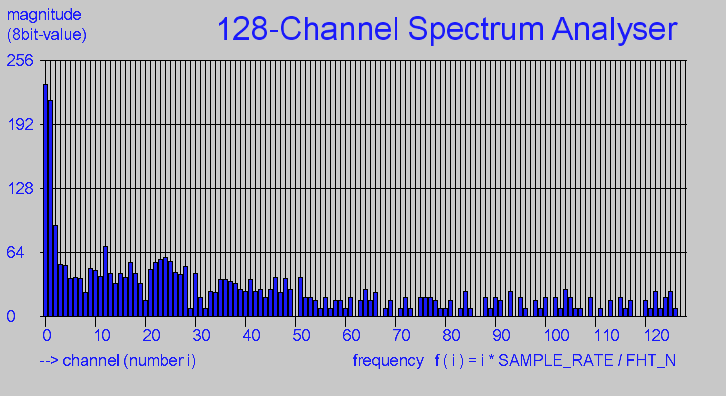 magnitude
(8bit-value)
128-Channel Spectrum Analyser
256
192
128
64
0
0 10 20 30 40 50 60 70 80 90 100 110 120
--> channel (number i) frequency f ( i ) = i * SAMPLE_RATE / FHT_N